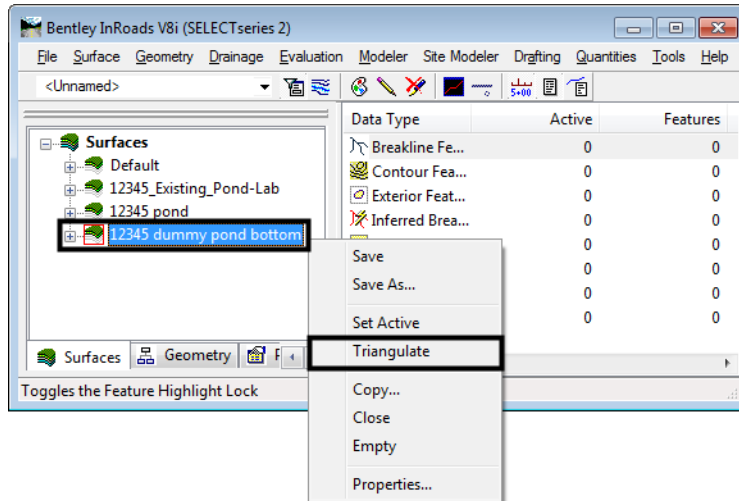 Bentley InRoads V8i (SELECTseries 2)
File Surface Geometry Drainage Evaluation Modeler Site Modeler Drafting Quantities Tools Help
<Unnamed>
5+00
Data Type Active Features
Surfaces
Breakline Fe... 0 0
Default
Contour Fea... 0 0
12345_Existing_Pond-Lab
Exterior Feat... 0 0
12345 pond
Inferred Brea... 0 0
12345 dummy pond bottom
0 0
0 0
0 0
0 0
Save
Save As...
Set Active
Triangulate
Copy...
Close
Empty
Properties...
Surfaces Geometry
Toggles the Feature Highlight Lock